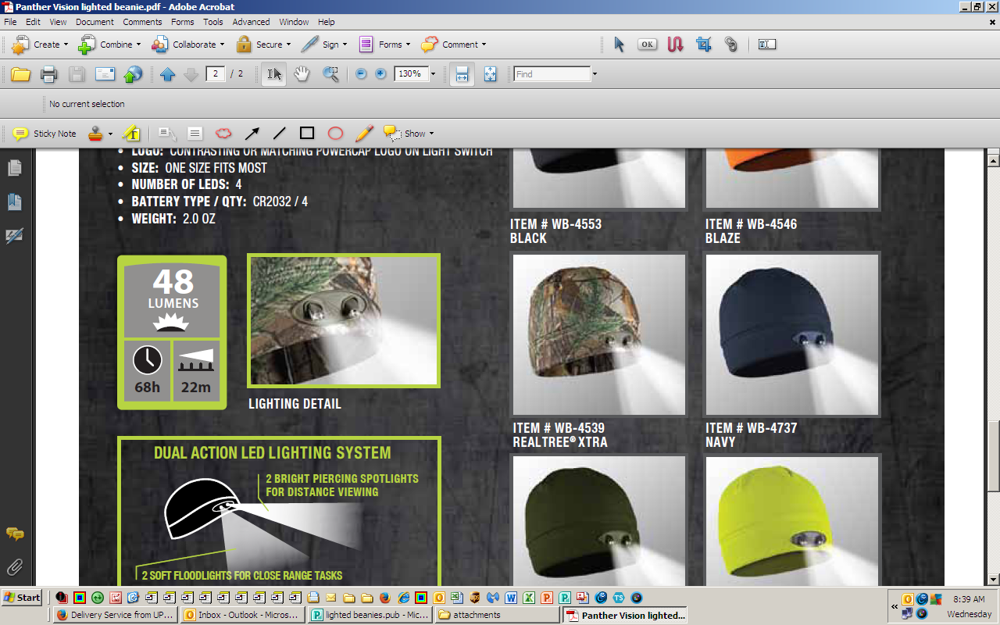 Panther Vision lighted beanie.pdf - Adobe Acrobat
File Edit View Document Comments Forms Tools Advanced Window Help
Create Combine Collaborate Secure Sign Forms Comment OK
2 / 2 130% Find
No current selection
Sticky Note Show
• LOGO: CONTRASTING OR MATCHING POWERCAP LOGO ON LIGHT SWITCH
• SIZE: ONE SIZE FITS MOST
• NUMBER OF LEDS: 4
• BATTERY TYPE / QTY: CR2032 / 4
• WEIGHT: 2.0 OZ
48
LUMENS
68h 22m
LIGHTING DETAIL
DUAL ACTION LED LIGHTING SYSTEM
2 BRIGHT PIERCING SPOTLIGHTS
FOR DISTANCE VIEWING
2 SOFT FLOODLIGHTS FOR CLOSE RANGE TASKS
ITEM # WB-4553
BLACK
ITEM # WB-4546
BLAZE
ITEM # WB-4539
REALTREE® XTRA
ITEM # WB-4737
NAVY
Start
8:39 AM
Wednesday
Delivery Service from UP... Inbox - Outlook - Micros... lighted beanies.pub - Mic... attachments Panther Vision lighted...